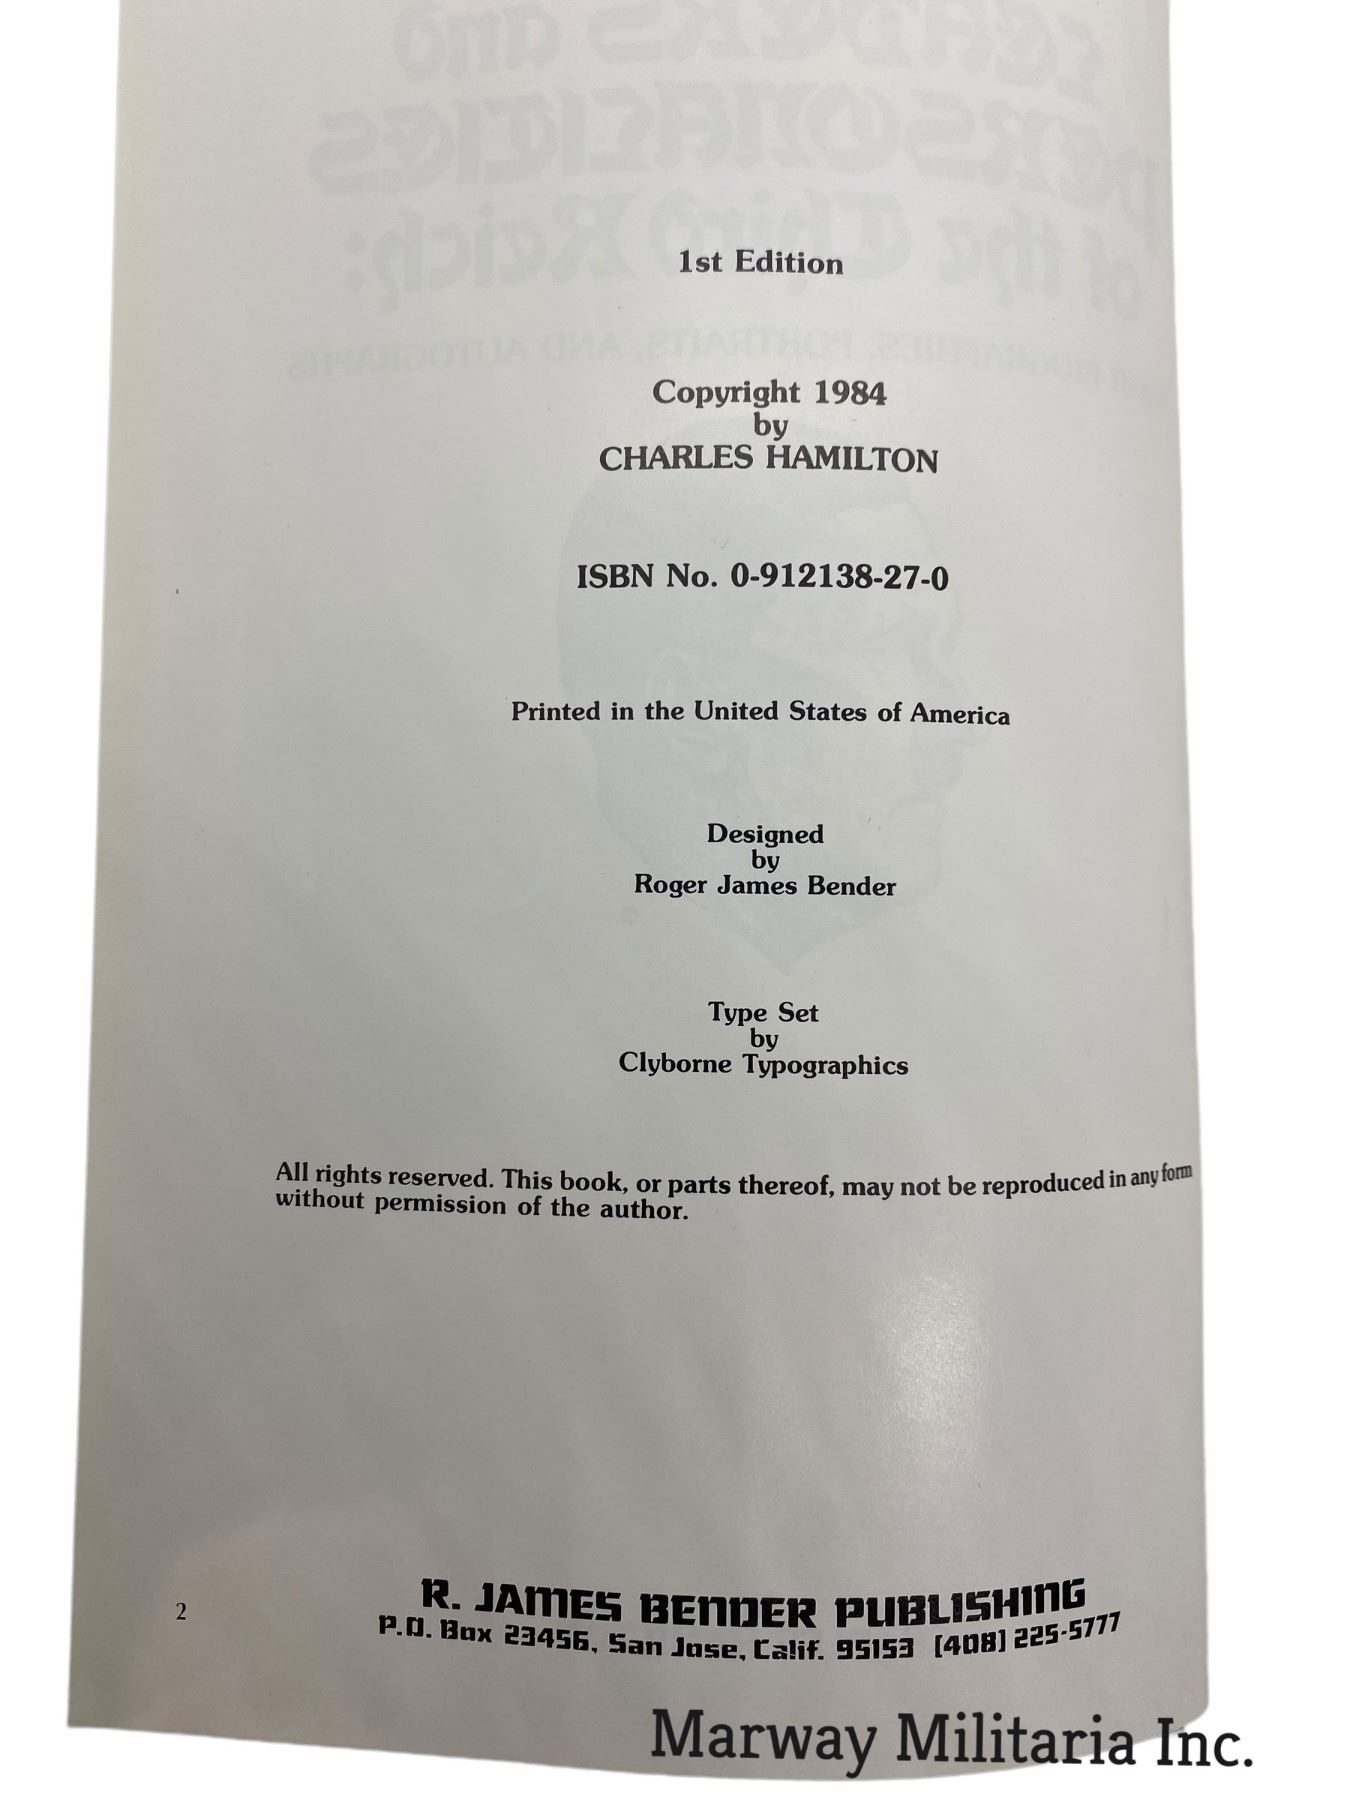 1st Edition
Copyright 1984
by
CHARLES HAMILTON
ISBN No. 0-912138-27-0
Printed in the United States of America
Designed
by
Roger James Bender
Type Set
by
Clyborne Typographics
All rights reserved. This book, or parts thereof, may not be reproduced in any form
without permission of the author.
2
R. JAMES BENDER PUBLISHING
P.O. Box 23456, San Jose, Calif. 95153 (408) 225-5777
Marway Militaria Inc.